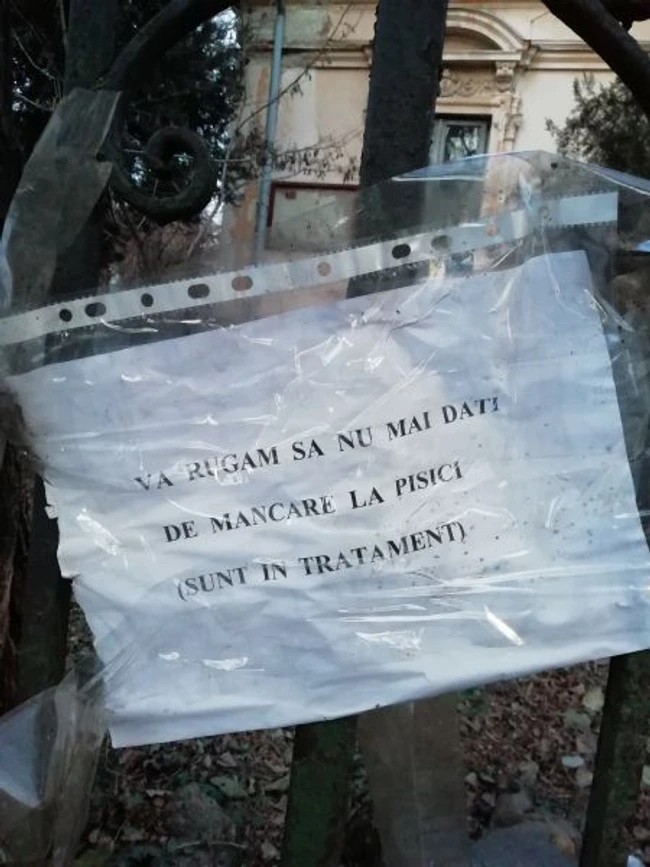 VA RUGAM SA NU MAI DATI
DE MANCARE LA PISICI
(SUNT IN TRATAMENT)